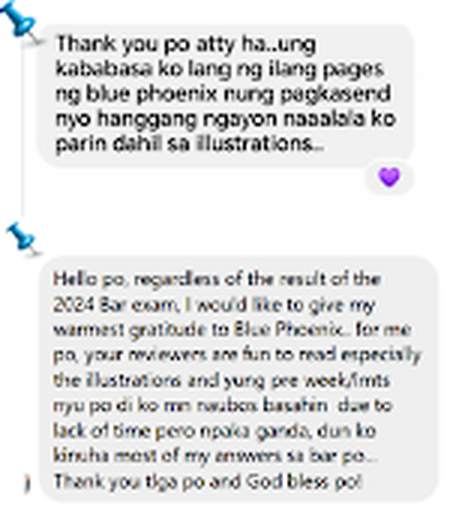 Thank you po atty ha..ung
kababasa ko lang ng ilang pages
ng blue phoenix nung pagkasend
nyo hanggang ngayon naaalala ko
parin dahil sa illustrations..
Hello po, regardless of the result of the
2024 Bar exam, I would like to give my
warmest gratitude to Blue Phoenix.. for me
po, your reviewers are fun to read especially
the illustrations and yung pre week/lmts
nyu po di ko mn naubos basahin due to
lack of time pero npaka ganda, dun ko
kinuha most of my answers sa bar po...
Thank you tlga po and God bless po!